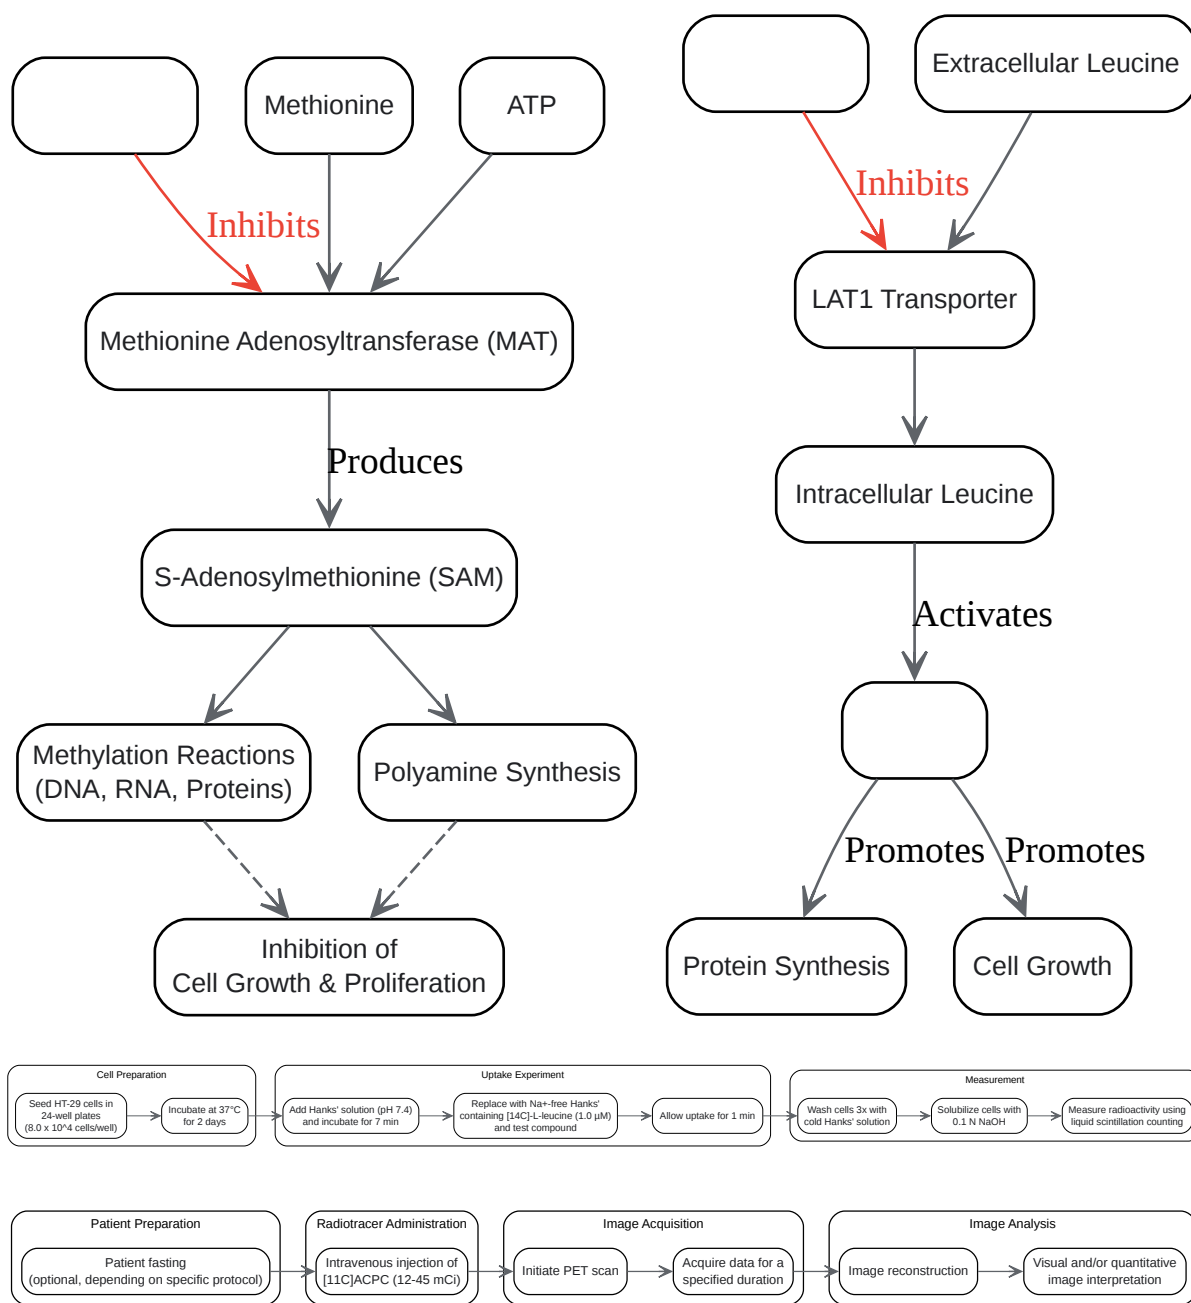 Methionine
ATP
Inhibits
Methionine Adenosyltransferase (MAT)
Produces
S-Adenosylmethionine (SAM)
Methylation Reactions
(DNA, RNA, Proteins)
Polyamine Synthesis
Inhibition of
Cell Growth & Proliferation
Extracellular Leucine
Inhibits
LAT1 Transporter
Intracellular Leucine
Activates
Promotes
Promotes
Protein Synthesis
Cell Growth
Cell Preparation
Seed HT-29 cells in
24-well plates
(8.0 x 10^4 cells/well)
Incubate at 37°C
for 2 days
Uptake Experiment
Add Hanks' solution (pH 7.4)
and incubate for 7 min
Replace with Na+-free Hanks'
containing [14C]-L-leucine (1.0 µM)
and test compound
Allow uptake for 1 min
Measurement
Wash cells 3x with
cold Hanks' solution
Solubilize cells with
0.1 N NaOH
Measure radioactivity using
liquid scintillation counting
Patient Preparation
Patient fasting
(optional, depending on specific protocol)
Radiotracer Administration
Intravenous injection of
[11C]ACPC (12-45 mCi)
Image Acquisition
Initiate PET scan
Acquire data for a
specified duration
Image Analysis
Image reconstruction
Visual and/or quantitative
image interpretation